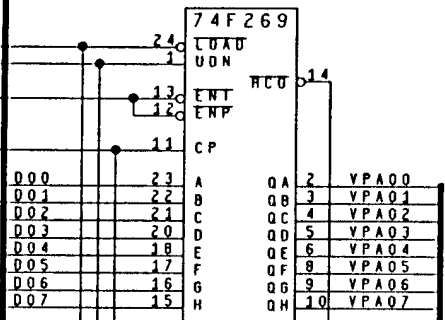 74F269
24 LOAD
1 UDN
RCO 14
13 ENT
12 ENP
11 CP
D00 23 A QA 2 VPA00
D01 22 B QB 3 VPA01
D02 21 C QC 4 VPA02
D03 20 D QD 5 VPA03
D04 18 E QE 6 VPA04
D05 17 F QF 8 VPA05
D06 16 G QG 9 VPA06
D07 15 H QH 10 VPA07